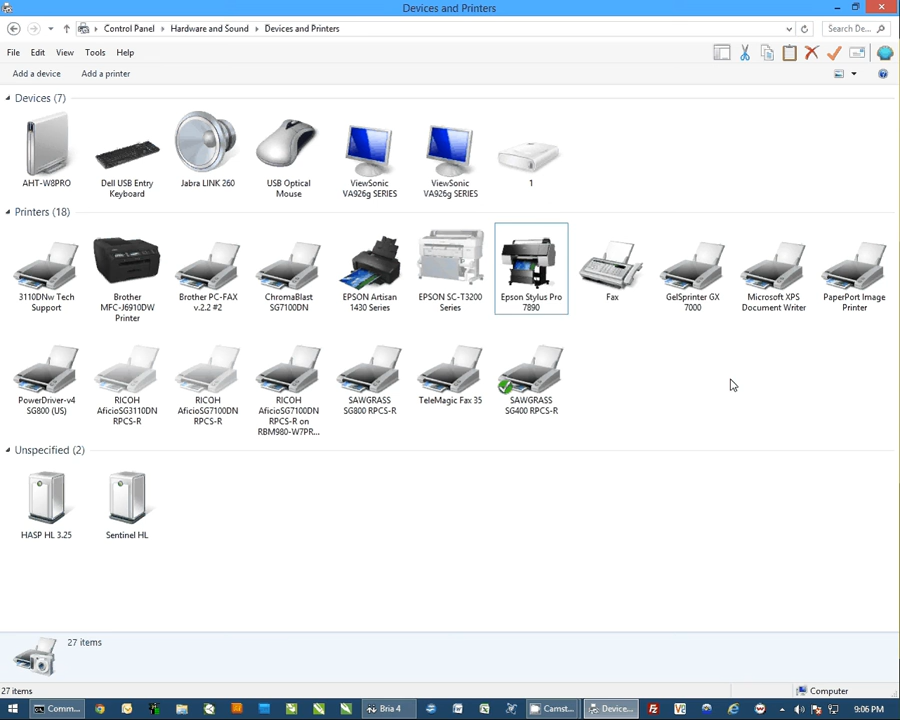 Devices and Printers
Control Panel Hardware and Sound Devices and Printers
Search De...
File Edit View Tools Help
Add a device Add a printer
Devices (7)
AHT-W8PRO
Dell USB Entry
Keyboard
Jabra LINK 260
USB Optical
Mouse
ViewSonic
VA926g SERIES
ViewSonic
VA926g SERIES
1
Printers (18)
3110DNw Tech
Support
Brother
MFC-J6910DW
Printer
Brother PC-FAX
v.2.2 #2
ChromaBlast
SG7100DN
EPSON Artisan
1430 Series
EPSON SC-T3200
Series
Epson Stylus Pro
7890
Fax
GelSprinter GX
7000
Microsoft XPS
Document Writer
PaperPort Image
Printer
PowerDriver-v4
SG800 (US)
RICOH
AficioSG3110DN
RPCS-R
RICOH
AficioSG7100DN
RPCS-R
RICOH
AficioSG7100DN
RPCS-R on
RBM980-W7PR...
SAWGRASS
SG800 RPCS-R
TeleMagic Fax 35
SAWGRASS
SG400 RPCS-R
Unspecified (2)
HASP HL 3.25
Sentinel HL
27 items
27 items
Computer
Comm... Bria 4 Camst... Device... 9:06 PM